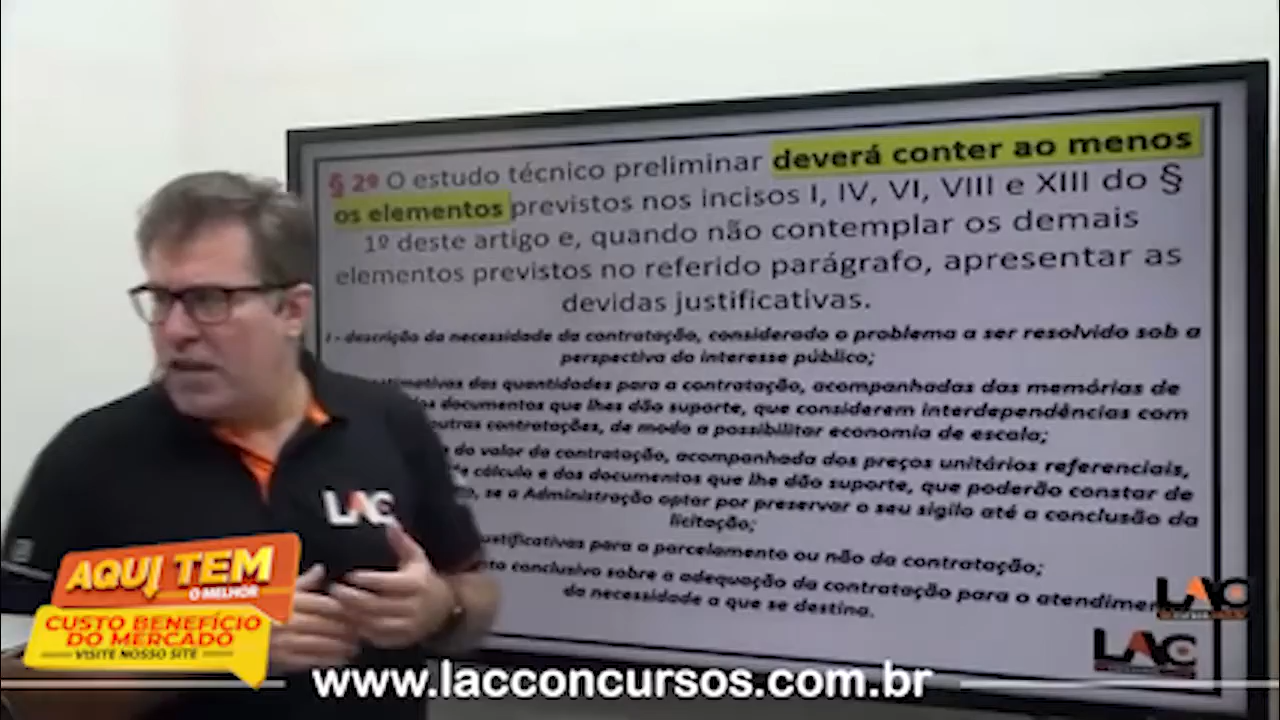 § 2º O estudo técnico preliminar deverá conter ao menos
os elementos previstos nos incisos I, IV, VI, VIII e XIII do §
1º deste artigo e, quando não contemplar os demais
elementos previstos no referido parágrafo, apresentar as
devidas justificativas.
I - descrição da necessidade da contratação, considerado o problema a ser resolvido sob a
perspectiva do interesse público;
das quantidades para a contratação, acompanhadas das memórias de
documentos que lhes dão suporte, que considerem interdependências com
outras contratações, de modo a possibilitar economia de escala;
do valor da contratação, acompanhada dos preços unitários referenciais,
de cálculo e dos documentos que lhe dão suporte, que poderão constar de
se a Administração optar por preservar o seu sigilo até a conclusão da
licitação;
para o parcelamento ou não da contratação;
conclusivo sobre a adequação da contratação para o
da necessidade a que se destina.
LAC
AQUI TEM
O MELHOR
CUSTO BENEFÍCIO
DO MERCADO
VISITE NOSSO SITE
LAC
LAC
www.lacconcursos.com.br